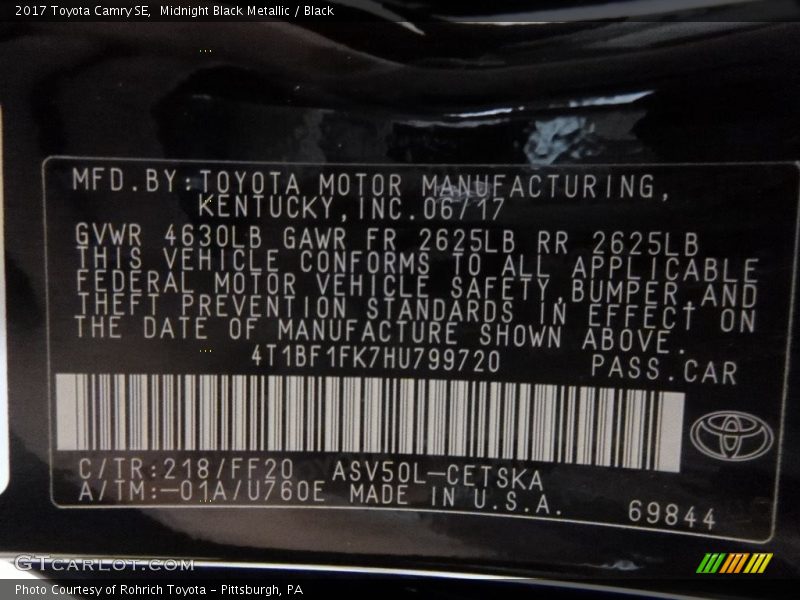 2017 Toyota Camry SE, Midnight Black Metallic / Black
MFD.BY:TOYOTA MOTOR MANUFACTURING,
KENTUCKY,INC.06/17
GVWR 4630LB GAWR FR 2625LB RR 2625LB
THIS VEHICLE CONFORMS TO ALL APPLICABLE
FEDERAL MOTOR VEHICLE SAFETY,BUMPER,AND
THEFT PREVENTION STANDARDS IN EFFECT ON
THE DATE OF MANUFACTURE SHOWN ABOVE.
4T1BF1FK7HU799720 PASS.CAR
C/TR:218/FF20 ASV50L-CETSKA
A/TM:-01A/U760E MADE IN U.S.A. 69844
GTCARLOT.COM
Photo Courtesy of Rohrich Toyota - Pittsburgh, PA